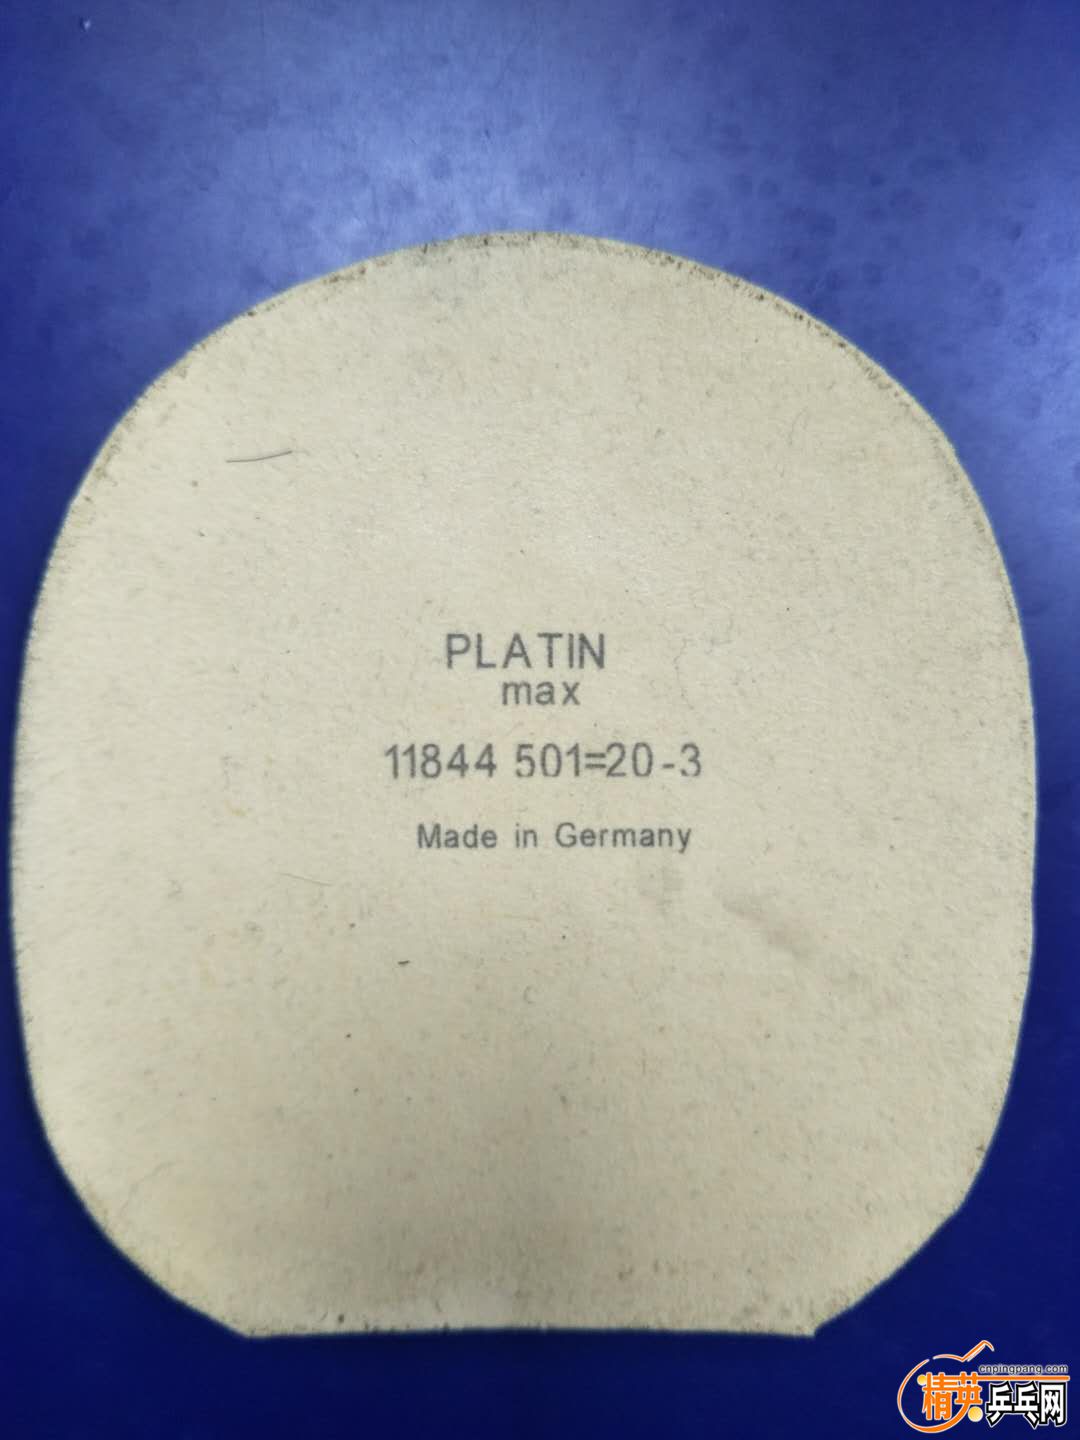 PLATIN
max
11844 501=20-3
Made in Germany
cnpingpang.com
精英乒乓网